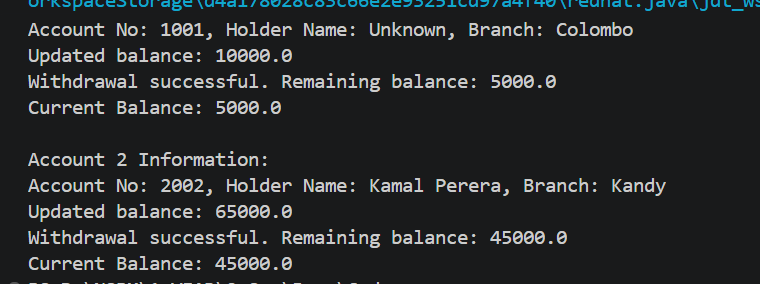 Account No: 1001, Holder Name: Unknown, Branch: Colombo
Updated balance: 10000.0
Withdrawal successful. Remaining balance: 5000.0
Current Balance: 5000.0
Account 2 Information:
Account No: 2002, Holder Name: Kamal Perera, Branch: Kandy
Updated balance: 65000.0
Withdrawal successful. Remaining balance: 45000.0
Current Balance: 45000.0